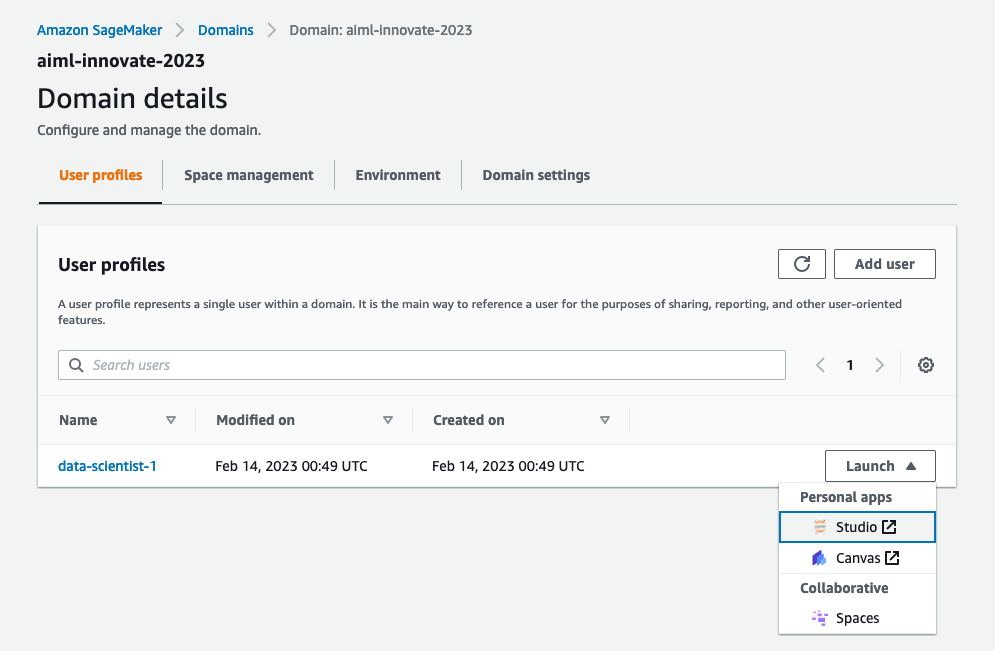 Amazon SageMaker > Domains > Domain: aiml-innovate-2023
aiml-innovate-2023
Domain details
Configure and manage the domain.
User profiles Space management Environment Domain settings
User profiles
Add user
A user profile represents a single user within a domain. It is the main way to reference a user for the purposes of sharing, reporting, and other user-oriented
features.
Search users
1
Name Modified on Created on
data-scientist-1 Feb 14, 2023 00:49 UTC Feb 14, 2023 00:49 UTC Launch
Personal apps
Studio
Canvas
Collaborative
Spaces